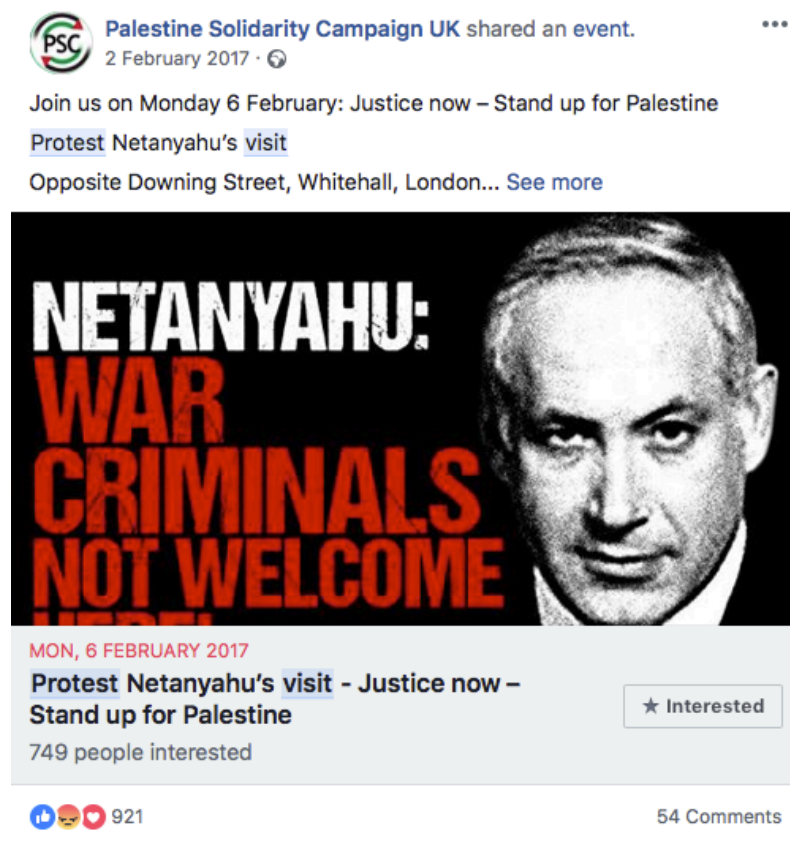 PSC
Palestine Solidarity Campaign UK shared an event.
2 February 2017 ·
Join us on Monday 6 February: Justice now – Stand up for Palestine
Protest Netanyahu's visit
Opposite Downing Street, Whitehall, London... See more
NETANYAHU:
WAR
CRIMINALS
NOT WELCOME
HERE!
MON, 6 FEBRUARY 2017
Protest Netanyahu's visit - Justice now –
Stand up for Palestine
★ Interested
749 people interested
921
54 Comments